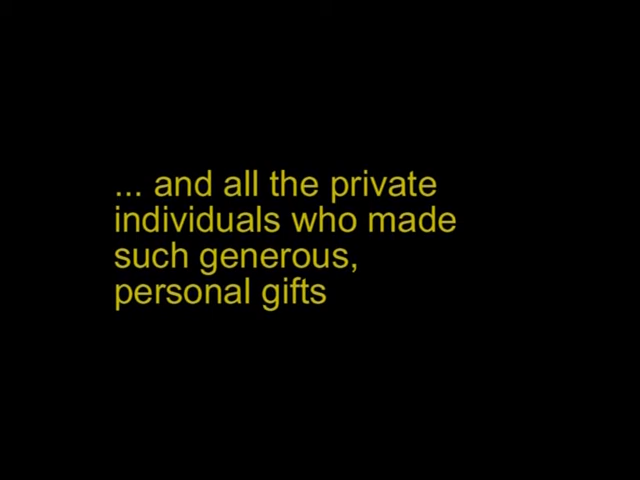 ... and all the private
individuals who made
such generous,
personal gifts